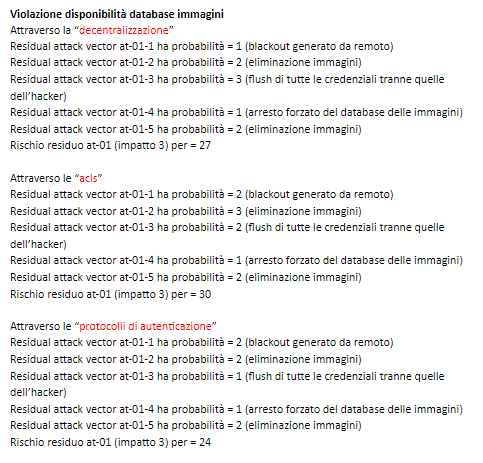 Violazione disponibilità database immagini
Attraverso la “decentralizzazione”
Residual attack vector at-01-1 ha probabilità = 1 (blackout generato da remoto)
Residual attack vector at-01-2 ha probabilità = 2 (eliminazione immagini)
Residual attack vector at-01-3 ha probabilità = 3 (flush di tutte le credenziali tranne quelle
dell’hacker)
Residual attack vector at-01-4 ha probabilità = 1 (arresto forzato del database delle immagini)
Residual attack vector at-01-5 ha probabilità = 2 (eliminazione immagini)
Rischio residuo at-01 (impatto 3) per = 27
Attraverso le “acls”
Residual attack vector at-01-1 ha probabilità = 2 (blackout generato da remoto)
Residual attack vector at-01-2 ha probabilità = 3 (eliminazione immagini)
Residual attack vector at-01-3 ha probabilità = 2 (flush di tutte le credenziali tranne quelle
dell’hacker)
Residual attack vector at-01-4 ha probabilità = 1 (arresto forzato del database delle immagini)
Residual attack vector at-01-5 ha probabilità = 2 (eliminazione immagini)
Rischio residuo at-01 (impatto 3) per = 30
Attraverso le “protocolli di autenticazione”
Residual attack vector at-01-1 ha probabilità = 2 (blackout generato da remoto)
Residual attack vector at-01-2 ha probabilità = 2 (eliminazione immagini)
Residual attack vector at-01-3 ha probabilità = 1 (flush di tutte le credenziali tranne quelle
dell’hacker)
Residual attack vector at-01-4 ha probabilità = 1 (arresto forzato del database delle immagini)
Residual attack vector at-01-5 ha probabilità = 2 (eliminazione immagini)
Rischio residuo at-01 (impatto 3) per = 24